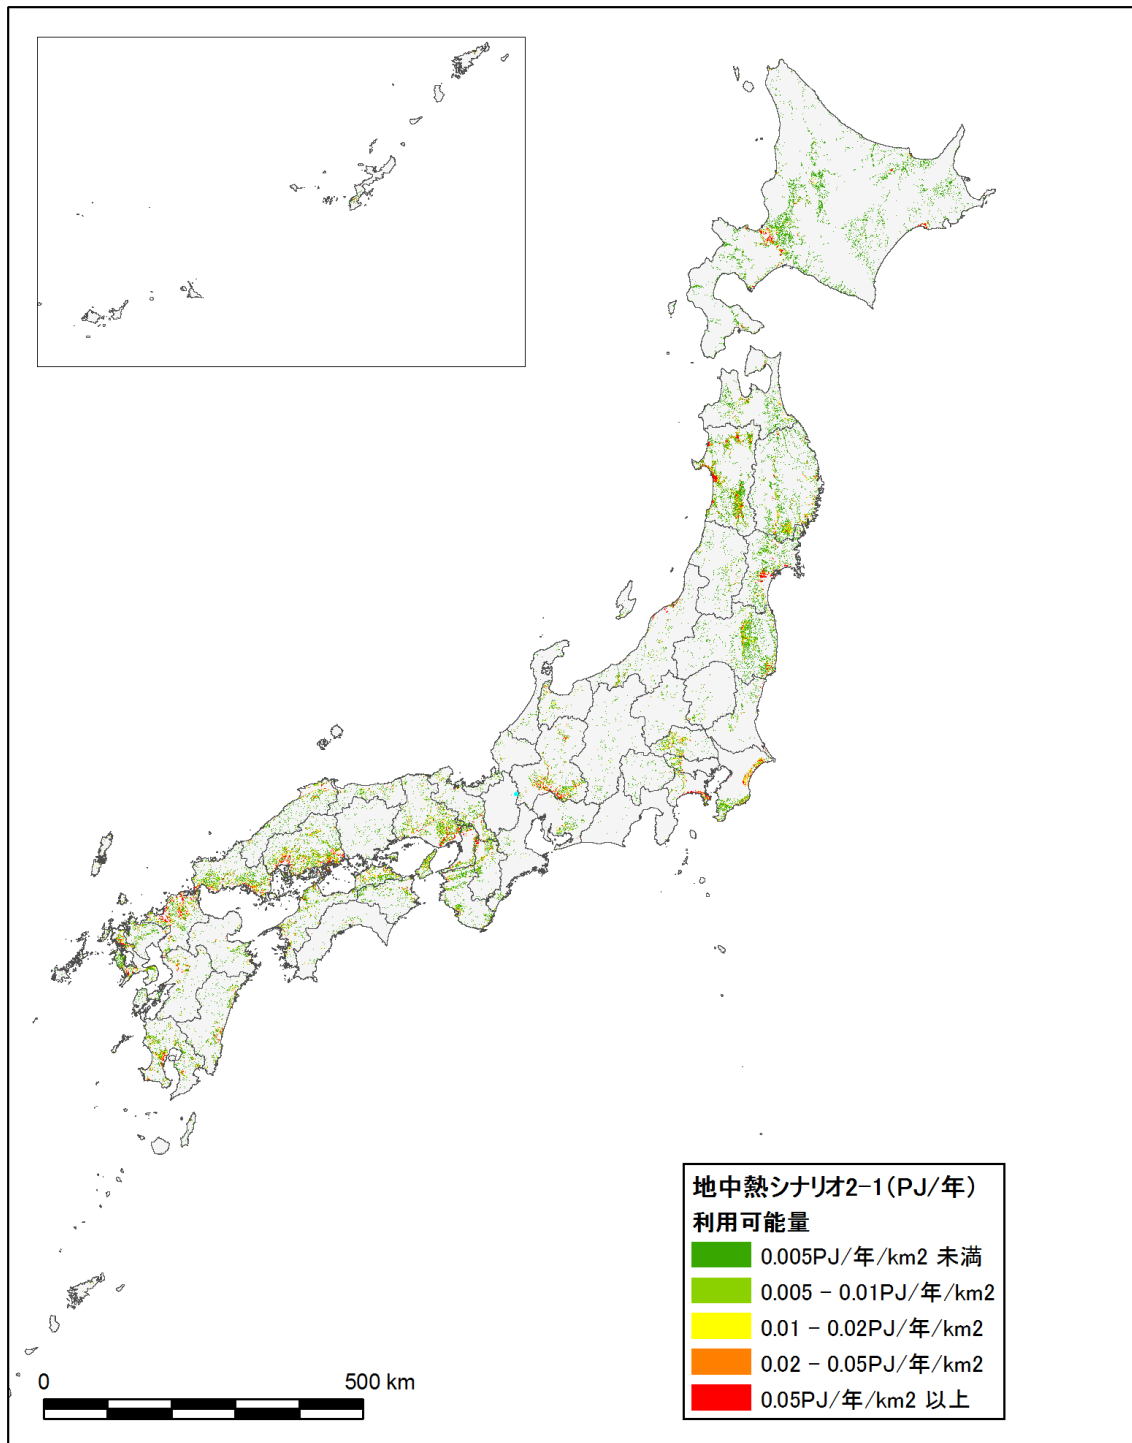 地中熱シナリオ2-1(PJ/年)
利用可能量
0.005PJ/年/km2 未満
0.005 - 0.01PJ/年/km2
0.01 - 0.02PJ/年/km2
0.02 - 0.05PJ/年/km2
0.05PJ/年/km2 以上
0 500 km